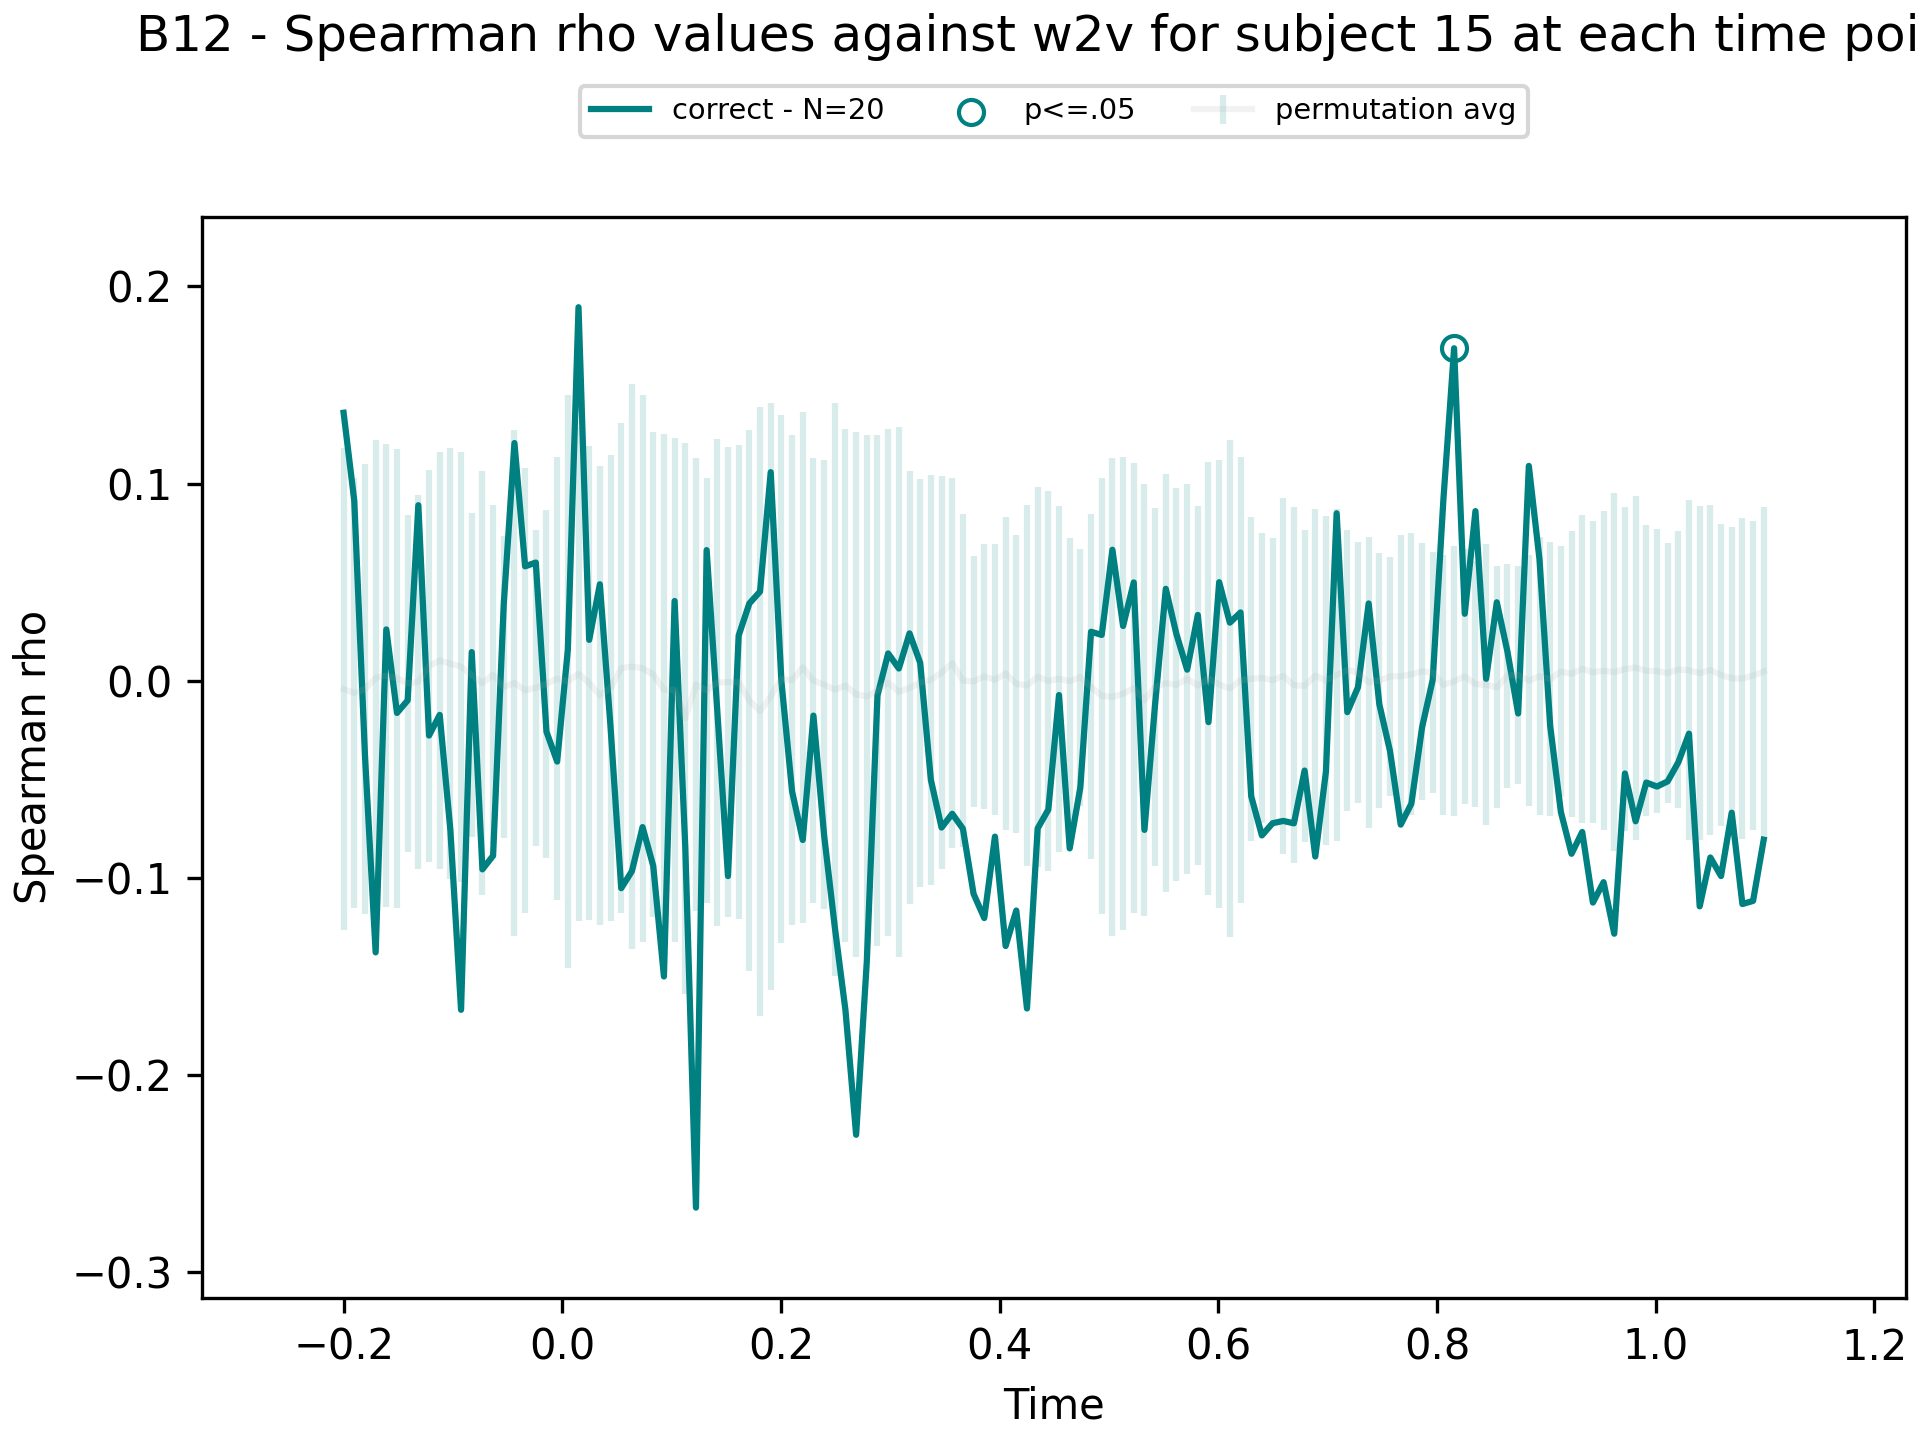 B12 - Spearman rho values against w2v for subject 15 at each time poi
correct - N=20 p<=.05 permutation avg
Spearman rho
0.2
0.1
0.0
−0.1
−0.2
−0.3
−0.2 0.0 0.2 0.4 0.6 0.8 1.0 1.2
Time